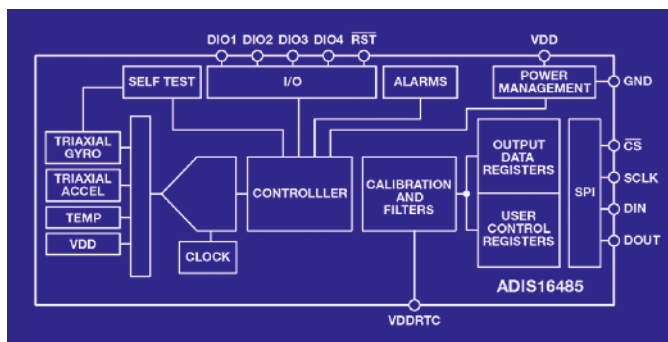 DIO1 DIO2 DIO3 DIO4 RST
VDD
SELF TEST
I/O
ALARMS
POWER
MANAGEMENT
GND
TRIAXIAL
GYRO
TRIAXIAL
ACCEL
TEMP
VDD
CLOCK
CONTROLLLER
CALIBRATION
AND
FILTERS
OUTPUT
DATA
REGISTERS
USER
CONTROL
REGISTERS
SPI
CS
SCLK
DIN
DOUT
ADIS16485
VDDRTC